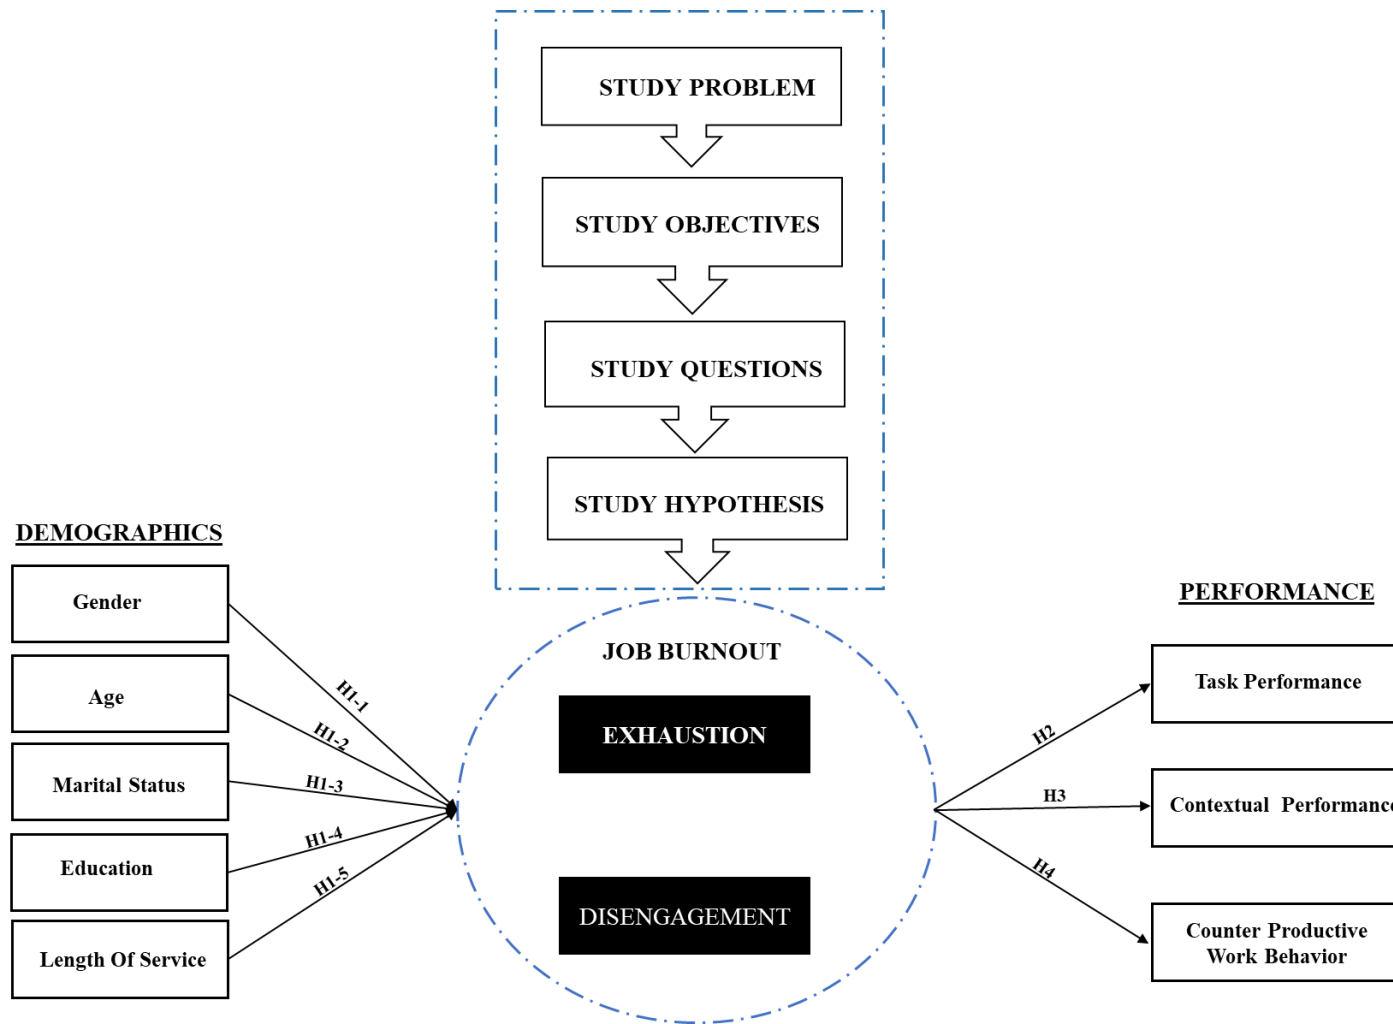 STUDY PROBLEM
STUDY OBJECTIVES
STUDY QUESTIONS
STUDY HYPOTHESIS
DEMOGRAPHICS
Gender
Age
Marital Status
Education
Length Of Service
H1-1
H1-2
H1-3
H1-4
H1-5
JOB BURNOUT
EXHAUSTION
DISENGAGEMENT
H2
H3
H4
PERFORMANCE
Task Performance
Contextual Performance
Counter Productive
Work Behavior